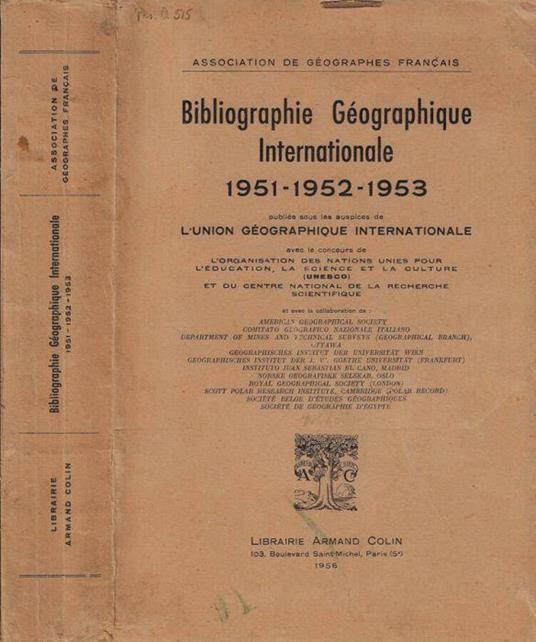 Per. D. 515
ASSOCIATION DE
GÉOGRAPHES FRANÇAIS
Bibliographie Géographique Internationale
1951-1952-1953
LIBRAIRIE
ARMAND COLIN
ASSOCIATION DE GÉOGRAPHES FRANÇAIS
Bibliographie Géographique
Internationale
1951-1952-1953
publiée sous les auspices de
L'UNION GÉOGRAPHIQUE INTERNATIONALE
avec le concours de
L'ORGANISATION DES NATIONS UNIES POUR
L'ÉDUCATION, LA SCIENCE ET LA CULTURE
(UNESCO)
ET DU CENTRE NATIONAL DE LA RECHERCHE
SCIENTIFIQUE
et avec la collaboration de :
AMERICAN GEOGRAPHICAL SOCIETY
COMITATO GEOGRAFICO NAZIONALE ITALIANO
DEPARTMENT OF MINES AND TECHNICAL SURVEYS (GEOGRAPHICAL BRANCH),
OTTAWA
GEOGRAPHISCHES INSTITUT DER UNIVERSITÄT WIEN
GEOGRAPHISCHES INSTITUT DER J. W. GOETHE UNIVERSITÄT (FRANKFURT)
INSTITUTO JUAN SEBASTIAN EL CANO, MADRID
NORSKE GEOGRAFISKE SELSKAB, OSLO
ROYAL GEOGRAPHICAL SOCIETY (LONDON)
SCOTT POLAR RESEARCH INSTITUTE, CAMBRIDGE (POLAR RECORD)
SOCIÉTÉ BELGE D'ÉTUDES GÉOGRAPHIQUES
SOCIÉTÉ DE GÉOGRAPHIE D'ÉGYPTE
A C
LIBRAIRIE ARMAND COLIN
103, Boulevard Saint-Michel, Paris (5e)
1956